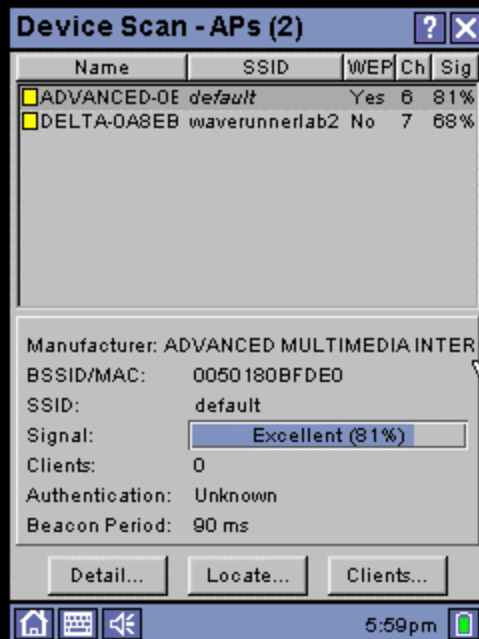 Device Scan - APs (2) ? X
Name SSID WEP Ch Sig
ADVANCED-0E default Yes 6 81%
DELTA-0A8EB waverunnerlab2 No 7 68%
Manufacturer: ADVANCED MULTIMEDIA INTER
BSSID/MAC: 0050180BFDE0
SSID: default
Signal: Excellent (81%)
Clients: 0
Authentication: Unknown
Beacon Period: 90 ms
Detail... Locate... Clients...
5:59pm